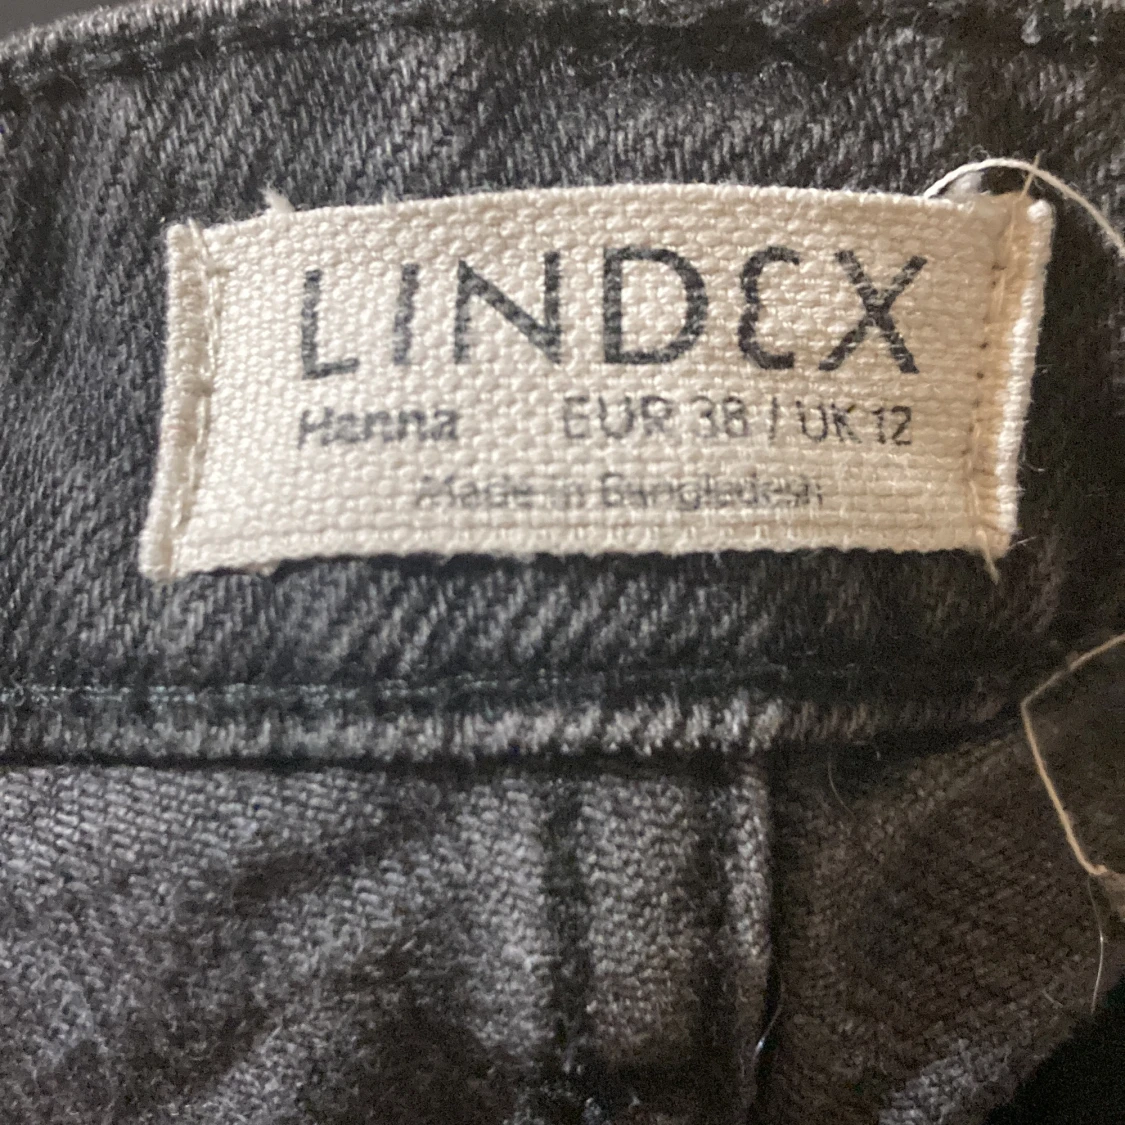 LINDEX
Hanna EUR 38 / UK 12
Made in Bangladesh